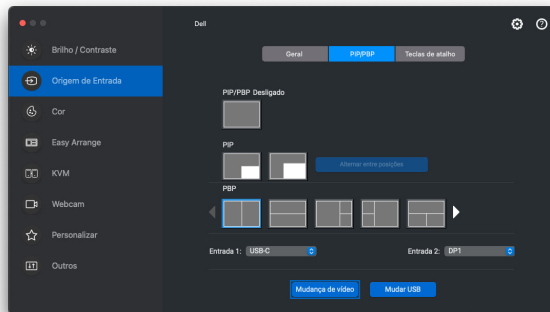 Dell
Brilho / Contraste
Origem de Entrada
Cor
Easy Arrange
KVM
Webcam
Personalizar
Outros
Geral
PIP/PBP
Teclas de atalho
PIP/PBP Desligado
PIP
Alternar entre posições
PBP
Entrada 1: USB-C
Entrada 2: DP1
Mudança de vídeo
Mudar USB